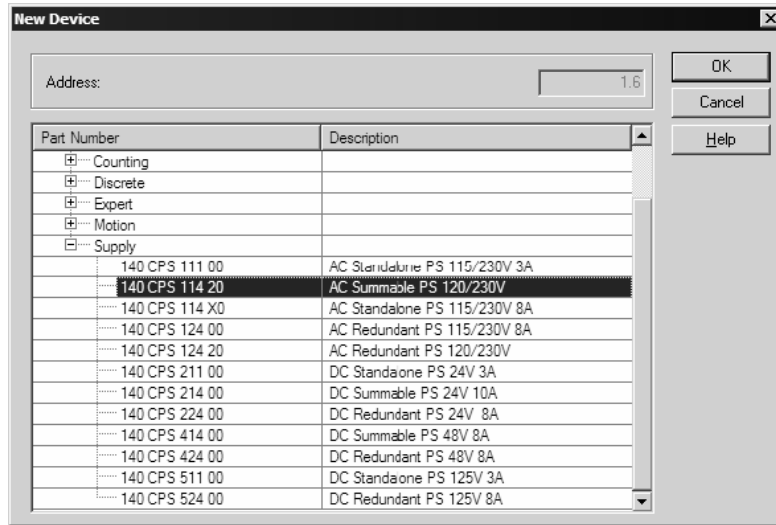 New Device
Address: 1.6
OK
Cancel
Help
Part Number Description
Counting
Discrete
Expert
Motion
Supply
140 CPS 111 00 AC Standalone PS 115/230V 3A
140 CPS 114 20 AC Summable PS 120/230V
140 CPS 114 X0 AC Standalone PS 115/230V 8A
140 CPS 124 00 AC Redundant PS 115/230V 8A
140 CPS 124 20 AC Redundant PS 120/230V
140 CPS 211 00 DC Standaone PS 24V 3A
140 CPS 214 00 DC Summable PS 24V 10A
140 CPS 224 00 DC Redundant PS 24V 8A
140 CPS 414 00 DC Summable PS 48V 8A
140 CPS 424 00 DC Redundant PS 48V 8A
140 CPS 511 00 DC Standaone PS 125V 3A
140 CPS 524 00 DC Redundant PS 125V 8A